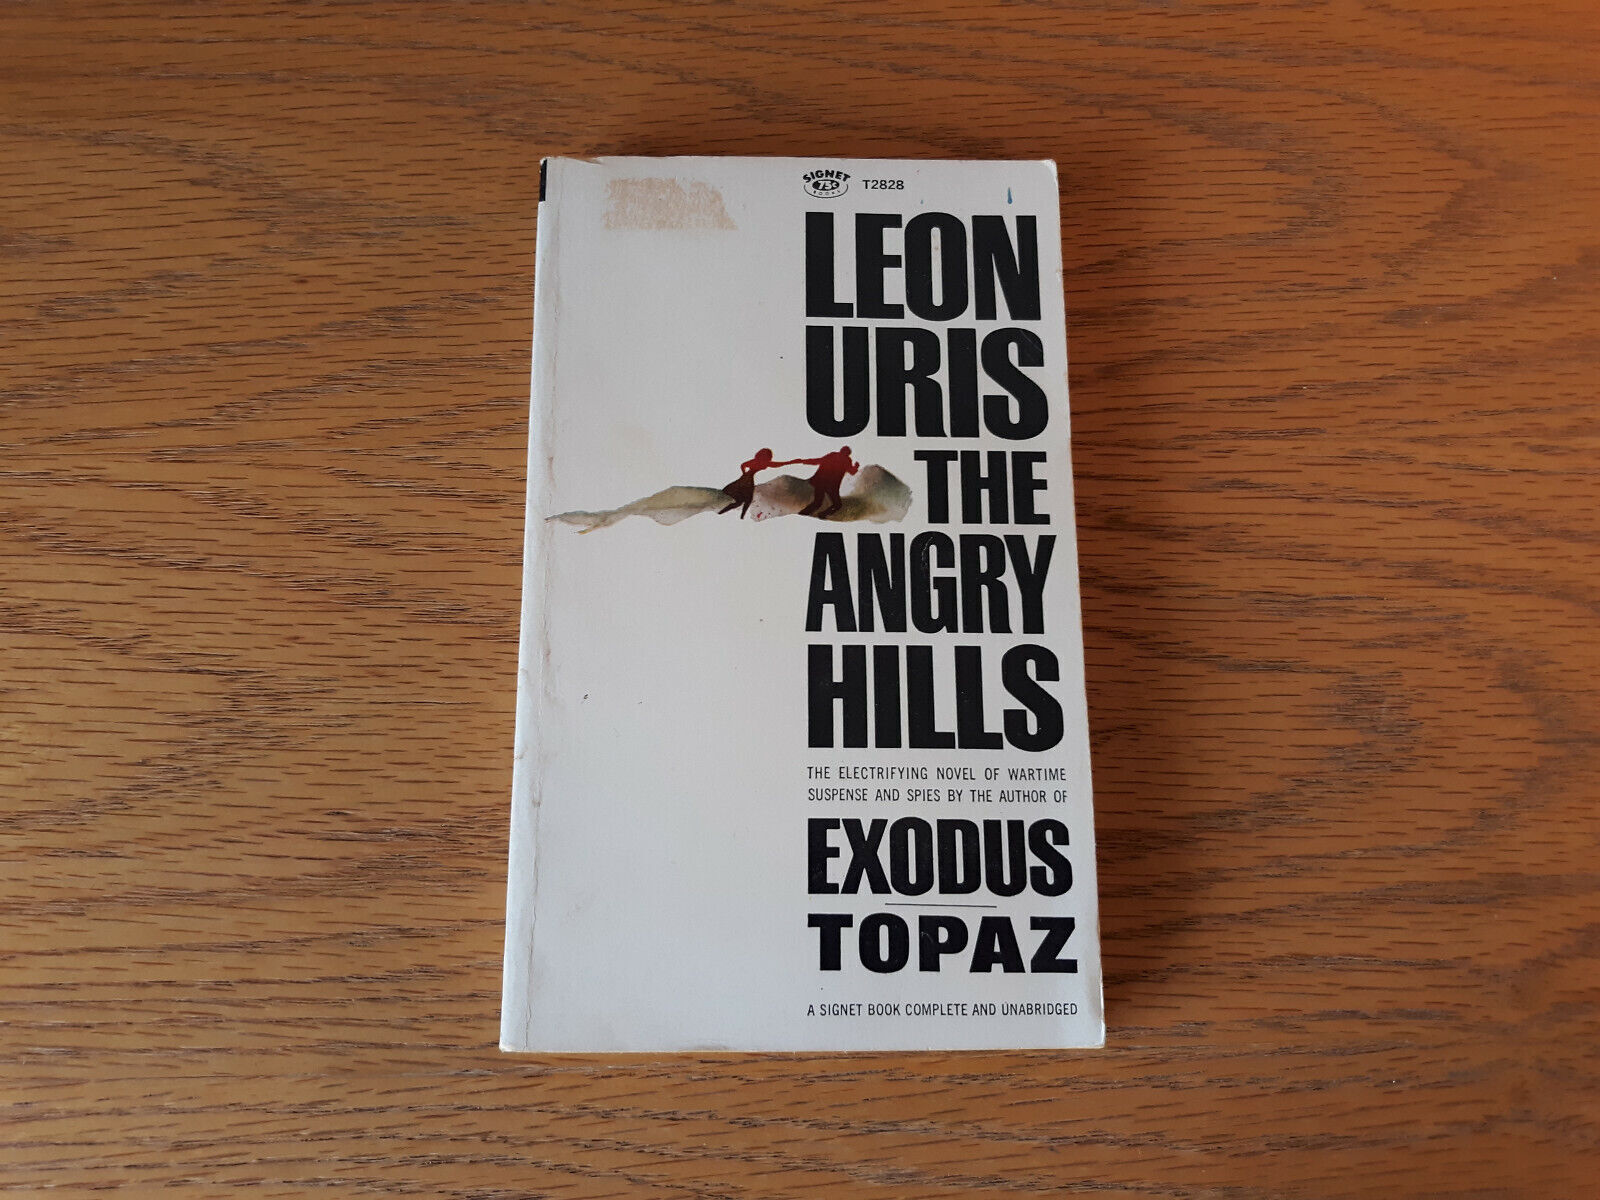 SIGNET
75¢
BOOKS
T2828
LEON
URIS
THE
ANGRY
HILLS
THE ELECTRIFYING NOVEL OF WARTIME
SUSPENSE AND SPIES BY THE AUTHOR OF
EXODUS
TOPAZ
A SIGNET BOOK COMPLETE AND UNABRIDGED